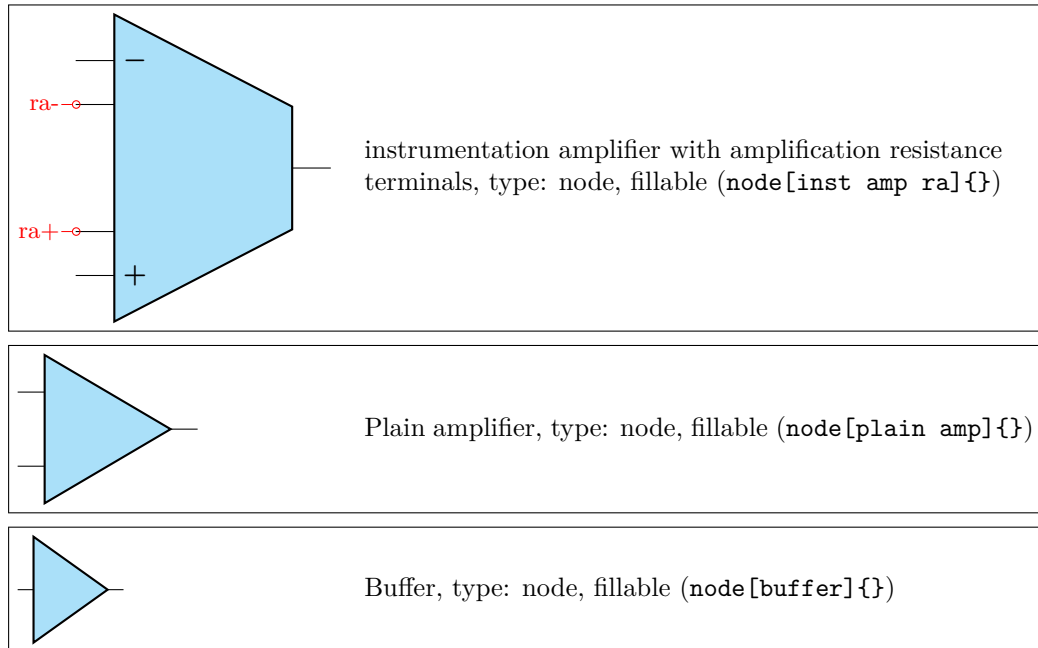 −
ra-
instrumentation amplifier with amplification resistance
terminals, type: node, fillable (node[inst amp ra]{})
ra+
+
Plain amplifier, type: node, fillable (node[plain amp]{})
Buffer, type: node, fillable (node[buffer]{})